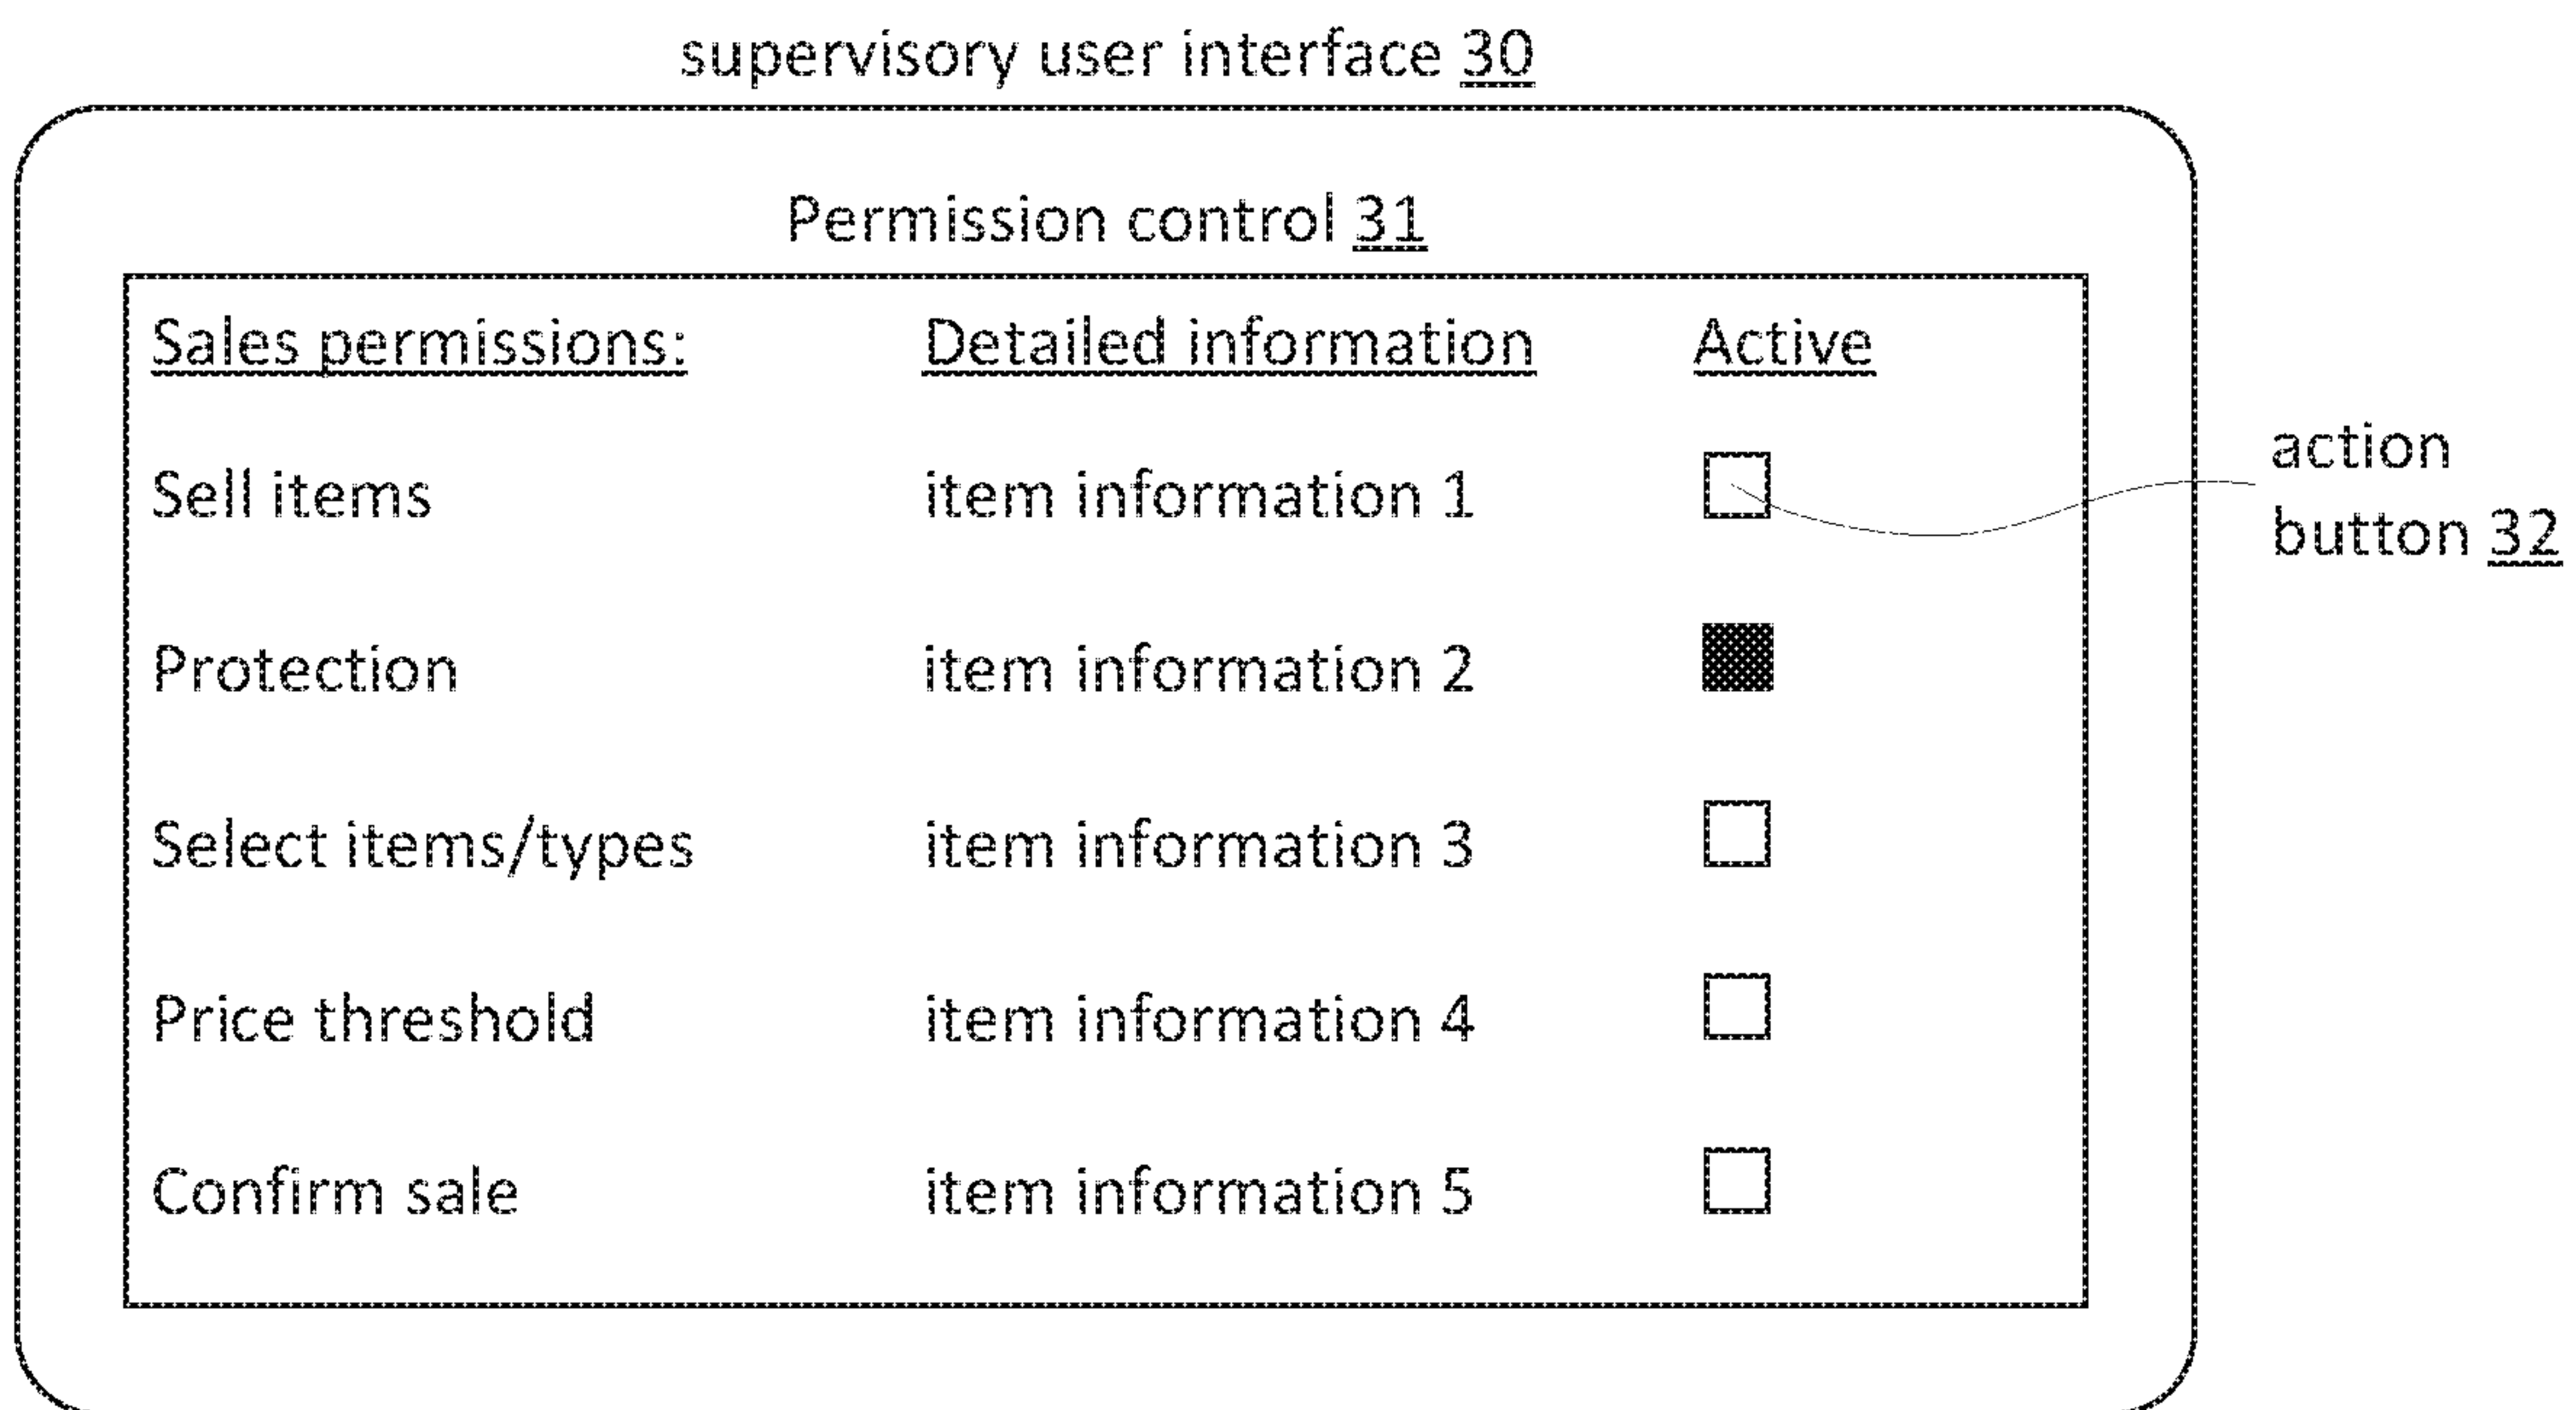 supervisory user interface 30
Permission control 31
Sales permissions: Detailed information Active
Sell items item information 1
action
button 32
Protection item information 2
Select items/types item information 3
Price threshold item information 4
Confirm sale item information 5